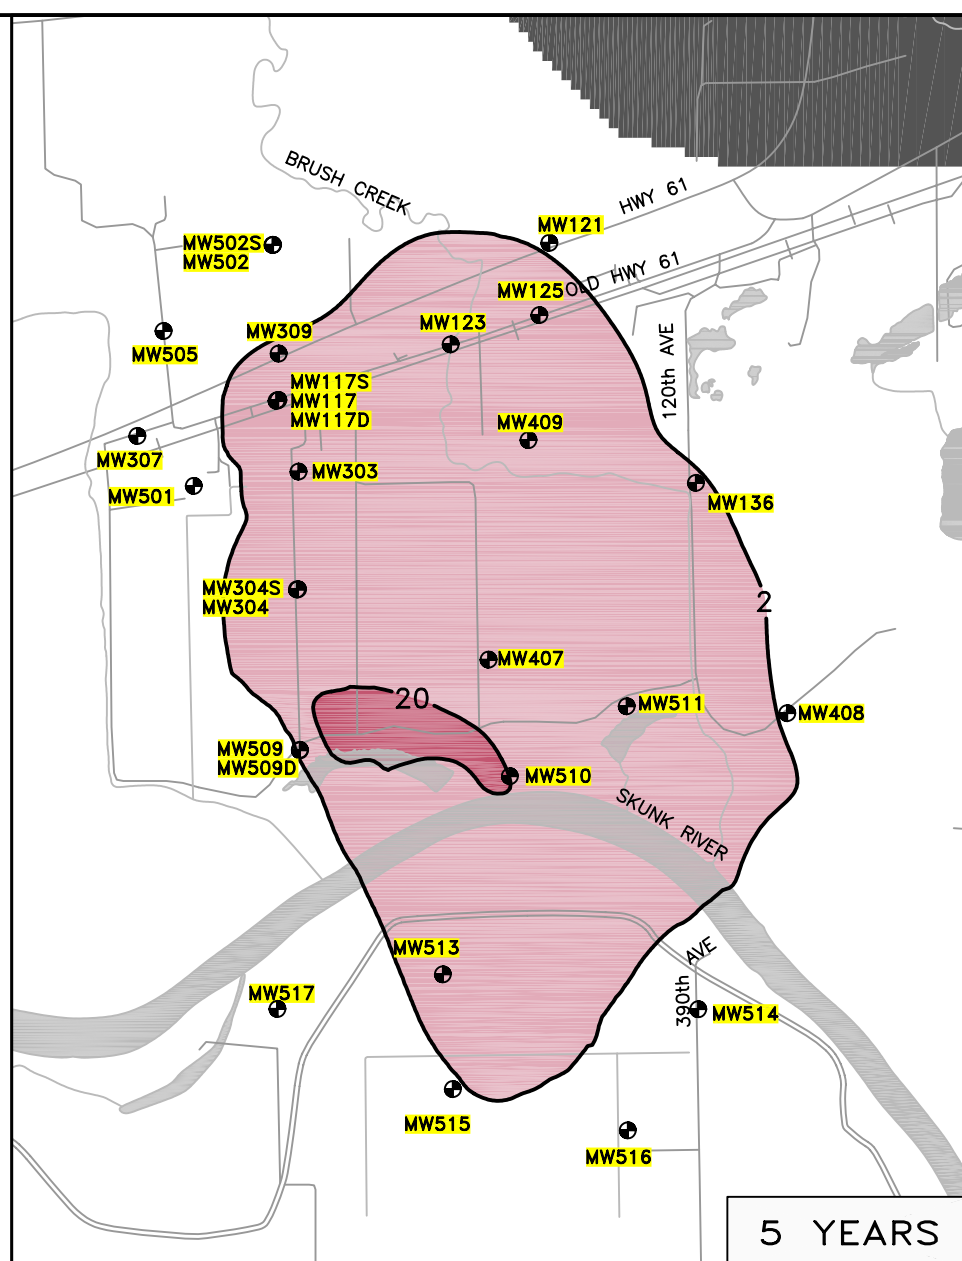 BRUSH CREEK
HWY 61
MW121
MW502S
MW502
OLD HWY 61
MW125
MW123
MW309
MW505
120th AVE
MW117S
MW117
MW117D
MW409
MW307
MW303
MW501
MW136
MW304S
MW304
2
MW407
20
MW511
MW408
MW509
MW509D
MW510
SKUNK RIVER
MW513
390th AVE
MW517
MW514
MW515
MW516
5 YEARS